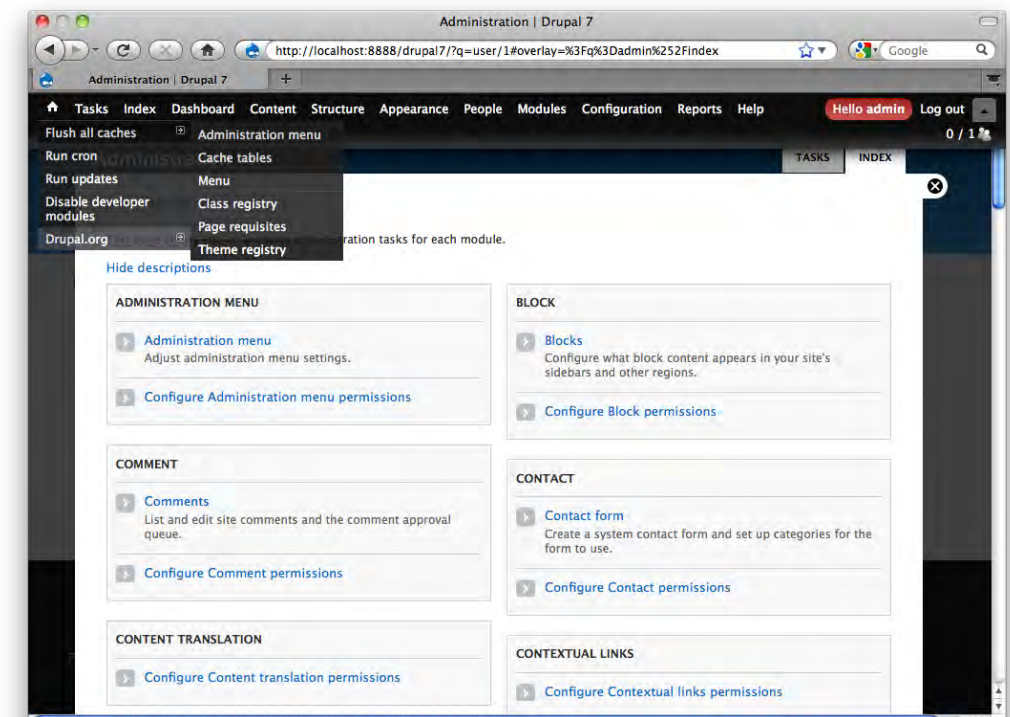 Administration | Drupal 7
http://localhost:8888/drupal7/?q=user/1#overlay=%3Fq%3Dadmin%252Findex
Google
Administration | Drupal 7
+
Tasks Index Dashboard Content Structure Appearance People Modules Configuration Reports Help Hello admin Log out
Flush all caches
Administration menu
0 / 1
Run cron
Cache tables
TASKS INDEX
Run updates
Menu
Disable developer
modules
Class registry
Page requisites
Drupal.org
Theme registry
tasks for each module.
Hide descriptions
ADMINISTRATION MENU
Administration menu
Adjust administration menu settings.
Configure Administration menu permissions
BLOCK
Blocks
Configure what block content appears in your site's
sidebars and other regions.
Configure Block permissions
COMMENT
Comments
List and edit site comments and the comment approval
queue.
Configure Comment permissions
CONTACT
Contact form
Create a system contact form and set up categories for the
form to use.
Configure Contact permissions
CONTENT TRANSLATION
Configure Content translation permissions
CONTEXTUAL LINKS
Configure Contextual links permissions